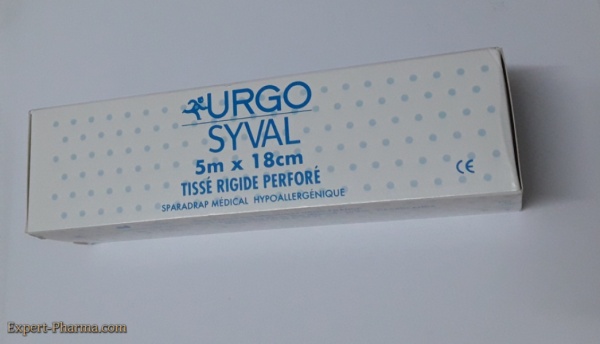 URGO
SYVAL
5m x 18cm
TISSÉ RIGIDE PERFORÉ
SPARADRAP MÉDICAL HYPOALLERGÉNIQUE
CE
Expert-Pharma.com